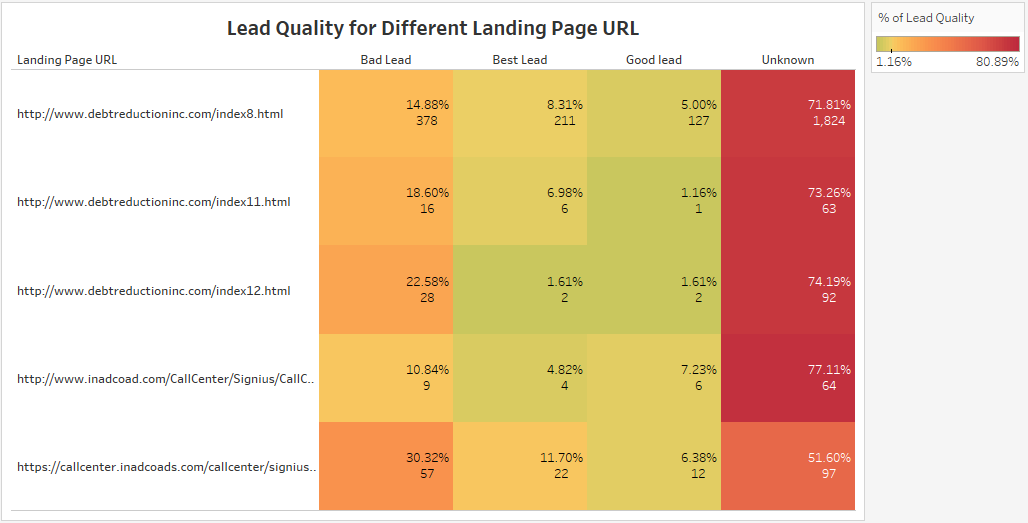 Lead Quality for Different Landing Page URL
% of Lead Quality
1.16% 80.89%
Landing Page URL Bad Lead Best Lead Good lead Unknown
http://www.debtreductioninc.com/index8.html 14.88% 8.31% 5.00% 71.81%
378 211 127 1,824
http://www.debtreductioninc.com/index11.html 18.60% 6.98% 1.16% 73.26%
16 6 1 63
http://www.debtreductioninc.com/index12.html 22.58% 1.61% 1.61% 74.19%
28 2 2 92
http://www.inadcoad.com/CallCenter/Signius/CallC.. 10.84% 4.82% 7.23% 77.11%
9 4 6 64
https://callcenter.inadcoads.com/callcenter/signius.. 30.32% 11.70% 6.38% 51.60%
57 22 12 97